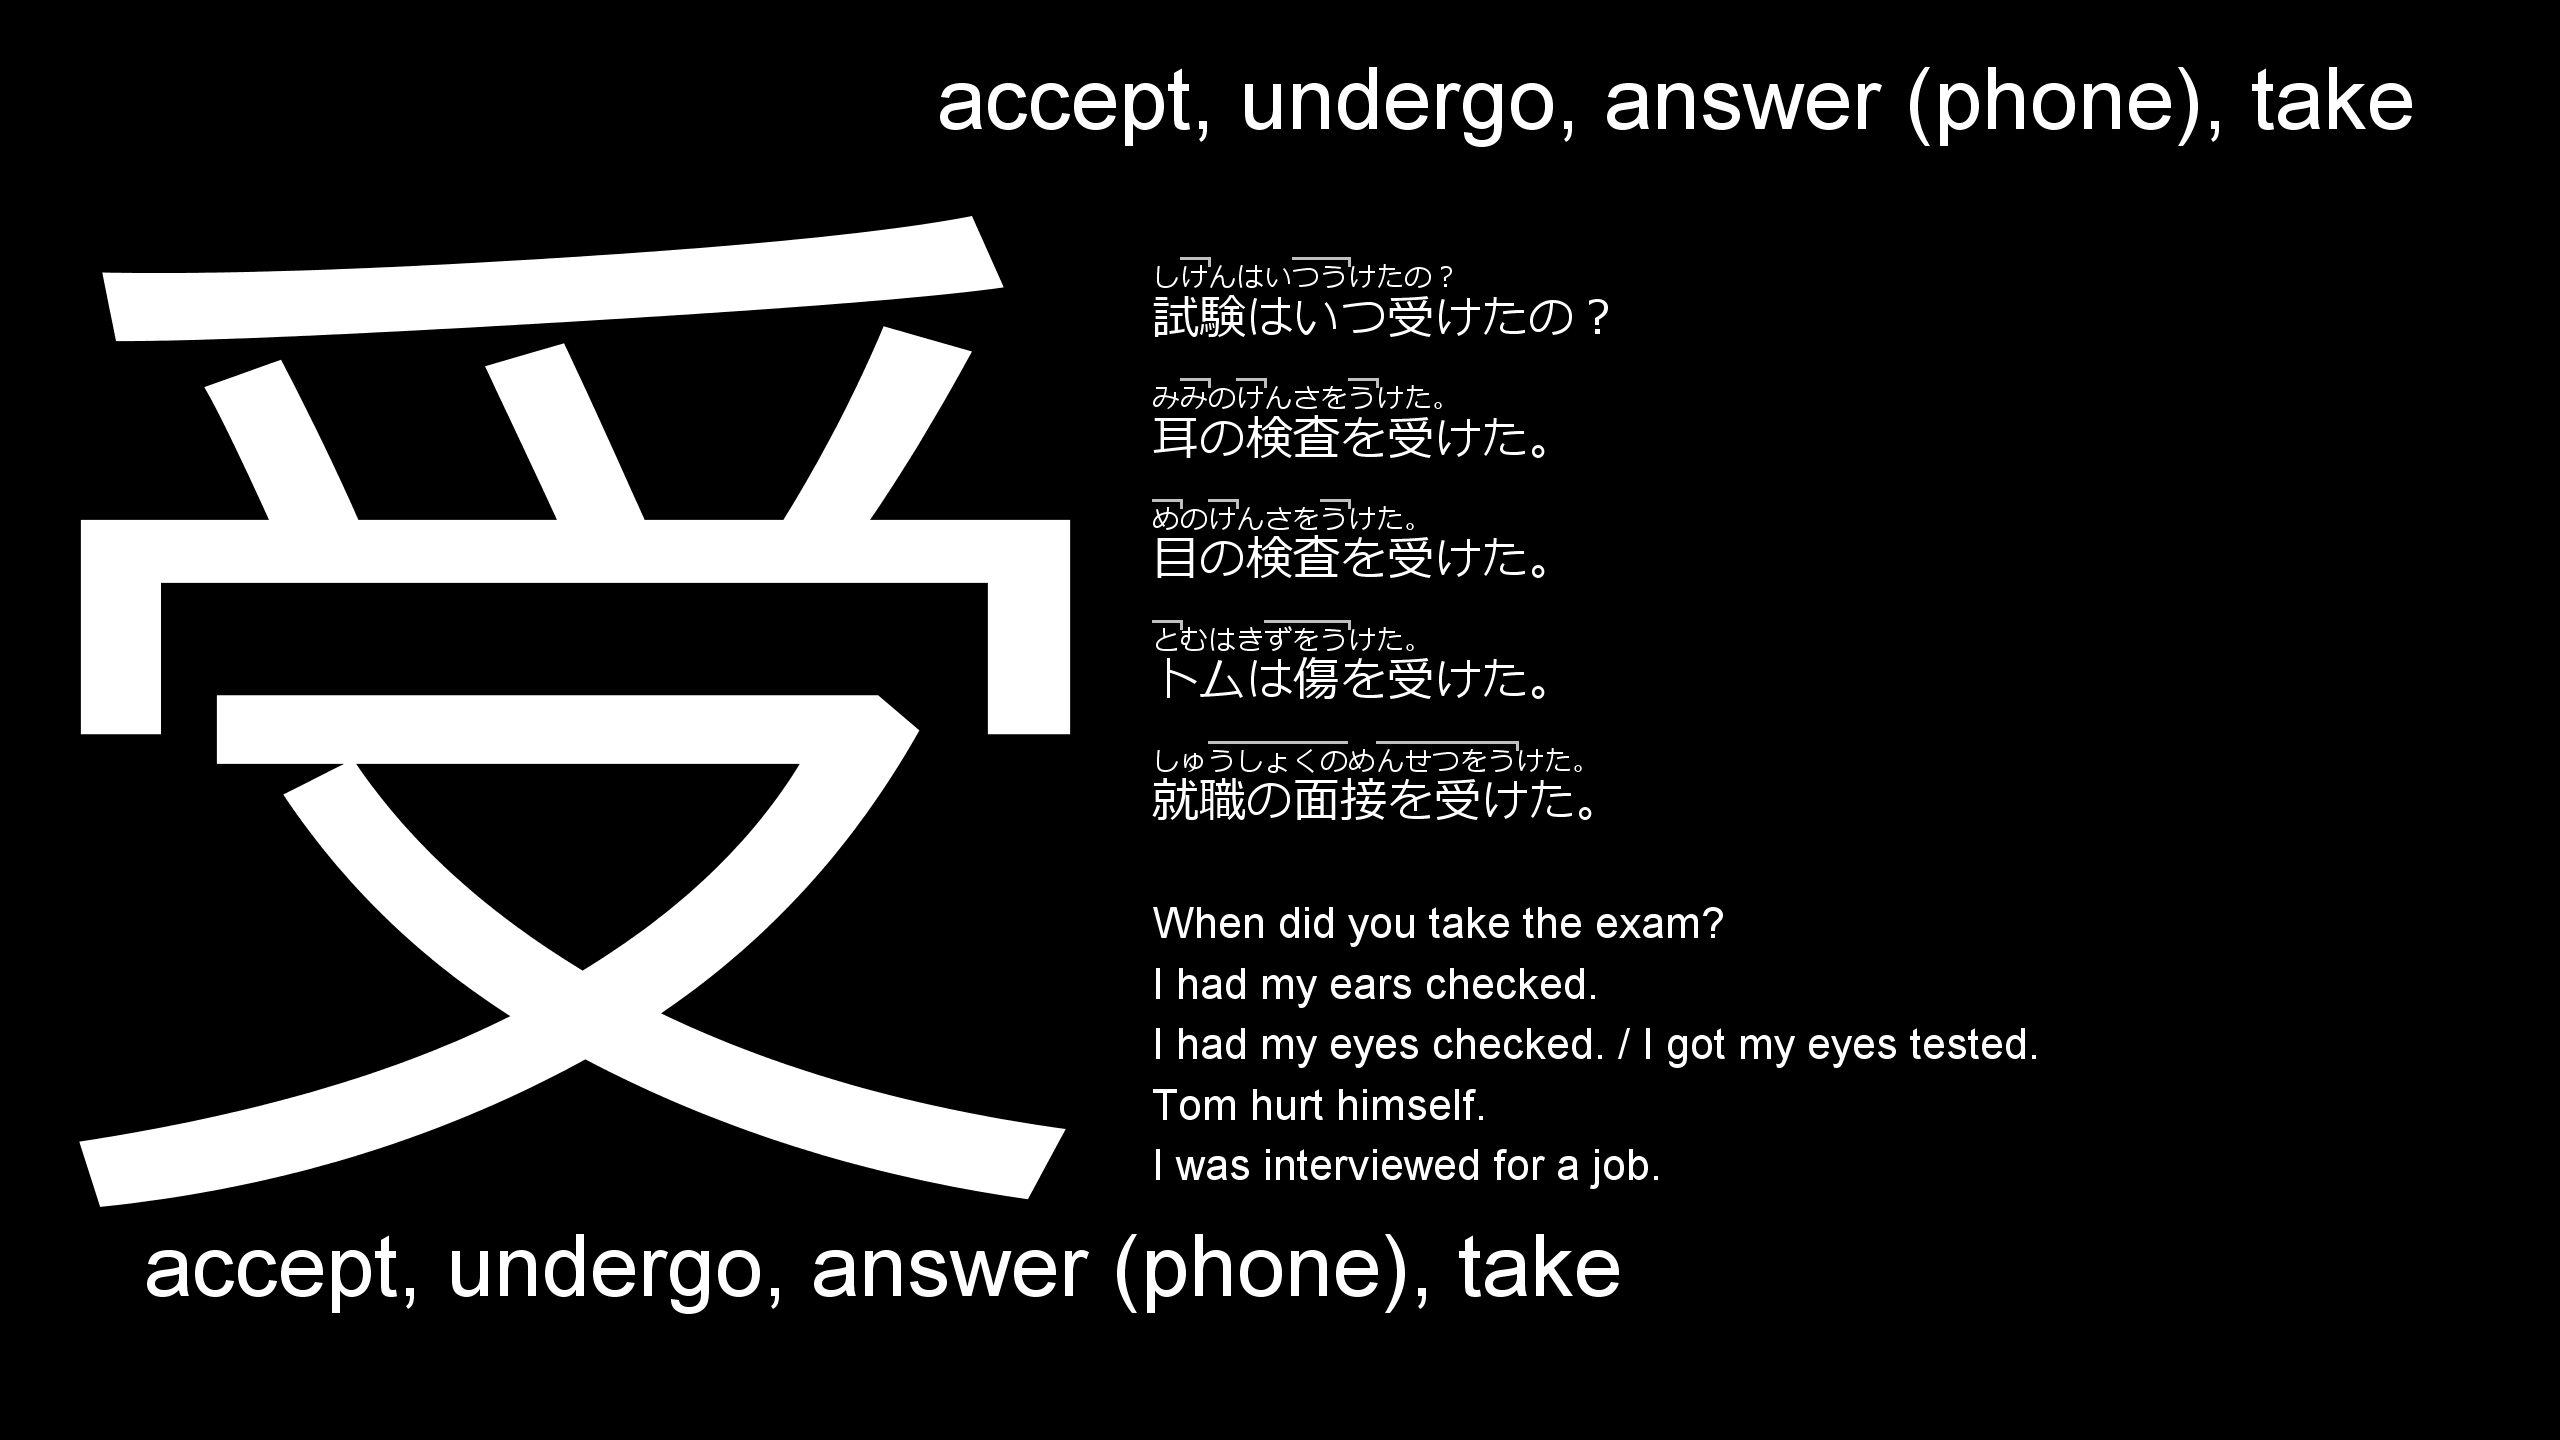 accept, undergo, answer (phone), take
受
しけんはいつうけたの？
試験はいつ受けたの？
みみのけんさをうけた。
耳の検査を受けた。
めのけんさをうけた。
目の検査を受けた。
とむはきずをうけた。
トムは傷を受けた。
しゅうしょくのめんせつをうけた。
就職の面接を受けた。
When did you take the exam?
I had my ears checked.
I had my eyes checked. / I got my eyes tested.
Tom hurt himself.
I was interviewed for a job.
accept, undergo, answer (phone), take